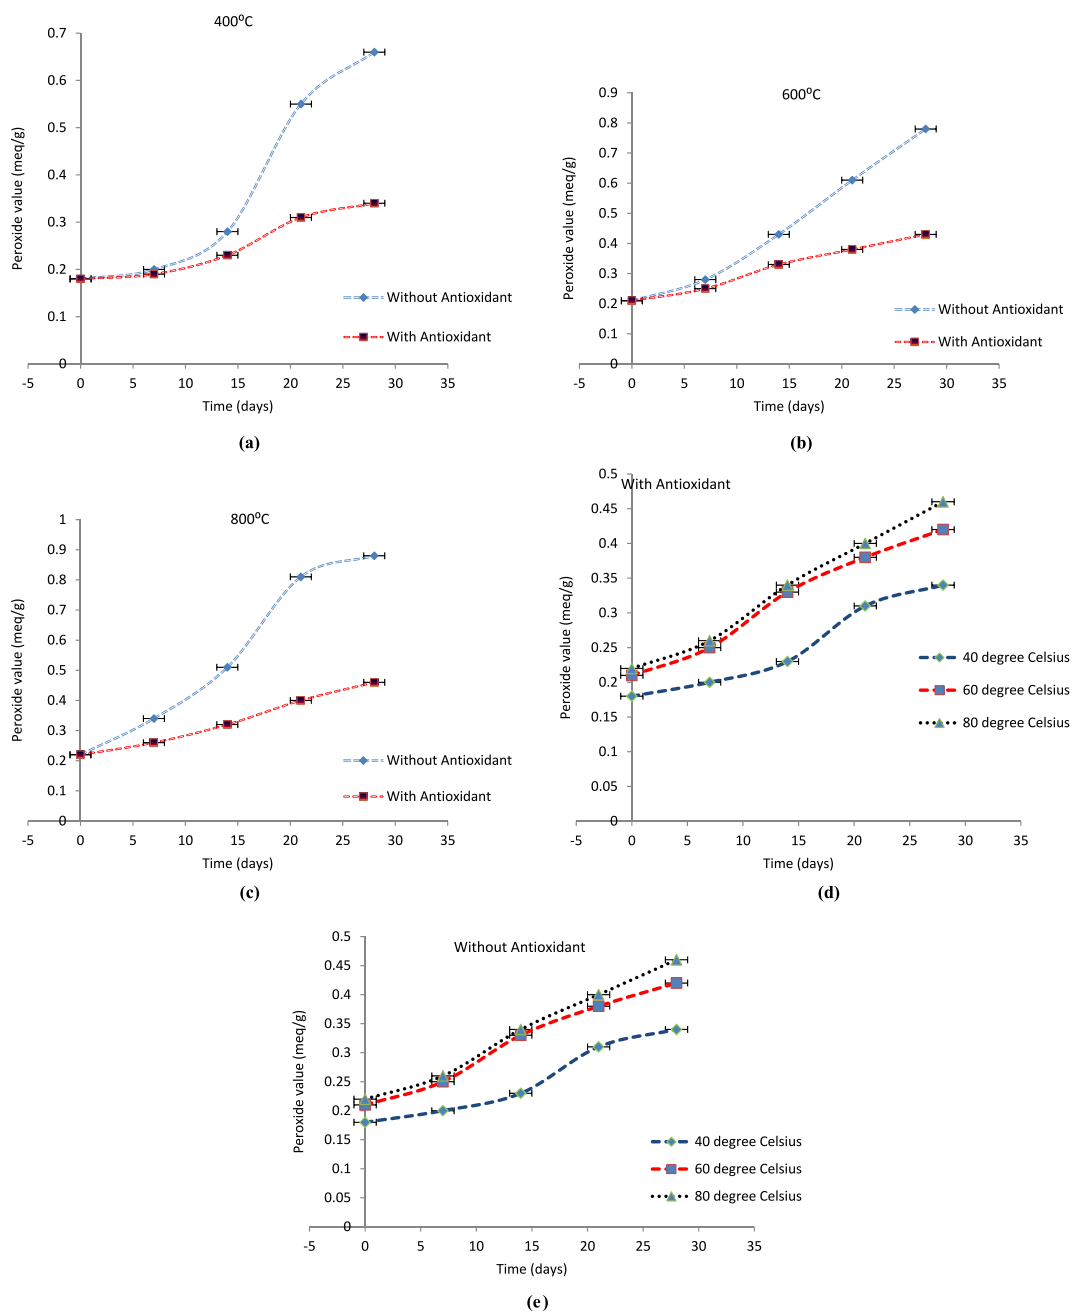 400⁰C
0.7
0.6
0.5
0.4
0.3
0.2
0.1
0
Peroxide value (meq/g)
Without Antioxidant
With Antioxidant
-5 0 5 10 15 20 25 30 35
Time (days)
(a)
600⁰C
0.9
0.8
0.7
0.6
0.5
0.4
0.3
0.2
0.1
0
Peroxide value (meq/g)
Without Antioxidant
With Antioxidant
-5 0 5 10 15 20 25 30 35
Time (days)
(b)
800⁰C
1
0.9
0.8
0.7
0.6
0.5
0.4
0.3
0.2
0.1
0
Peroxide value (meq/g)
Without Antioxidant
With Antioxidant
-5 0 5 10 15 20 25 30 35
Time (days)
(c)
With Antioxidant
0.5
0.45
0.4
0.35
0.3
0.25
0.2
0.15
0.1
0.05
0
Peroxide value (meq/g)
40 degree Celsius
60 degree Celsius
80 degree Celsius
-5 0 5 10 15 20 25 30 35
Time (days)
(d)
Without Antioxidant
0.5
0.45
0.4
0.35
0.3
0.25
0.2
0.15
0.1
0.05
0
Peroxide value (meq/g)
40 degree Celsius
60 degree Celsius
80 degree Celsius
-5 0 5 10 15 20 25 30 35
Time (days)
(e)